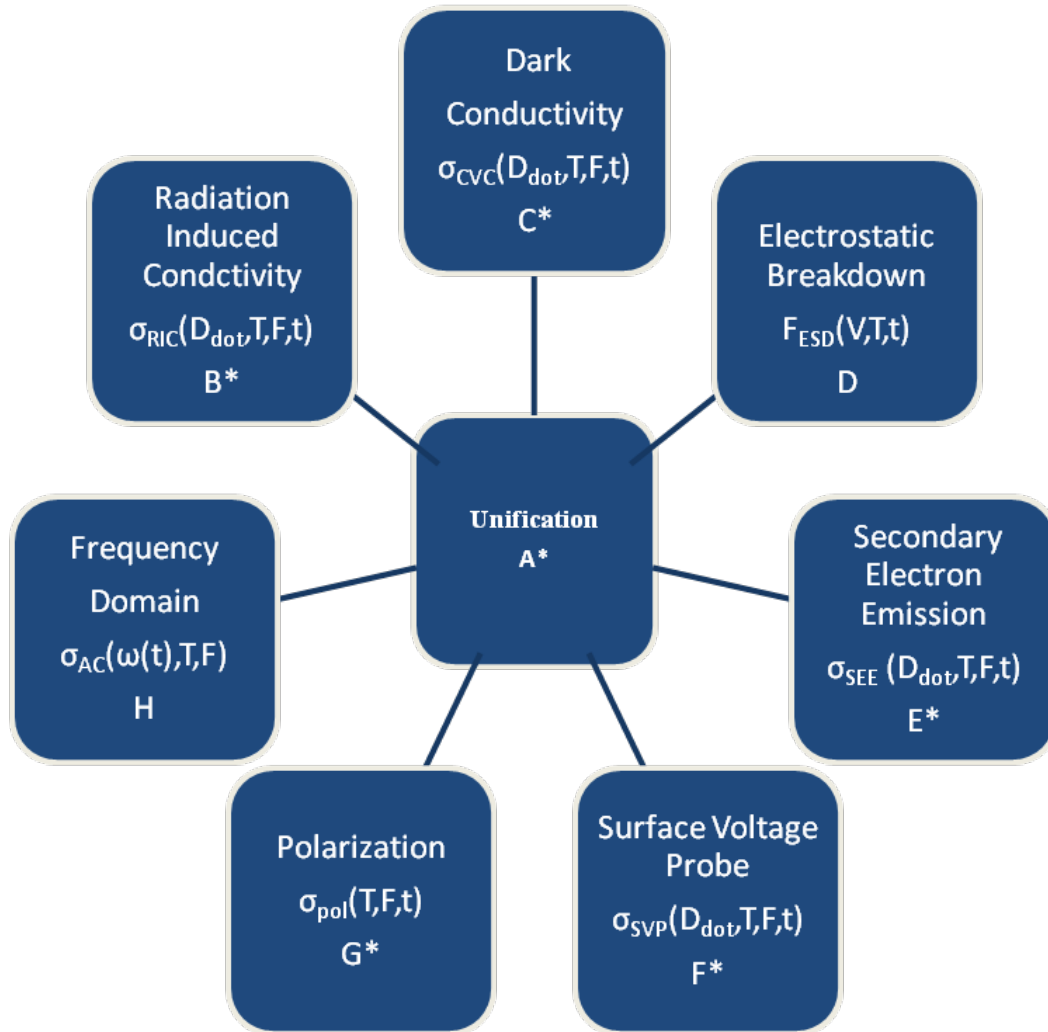 Dark
Conductivity
σCVC(Ddot,T,F,t)
C*
Radiation
Induced
Condctivity
σRIC(Ddot,T,F,t)
B*
Electrostatic
Breakdown
FESD(V,T,t)
D
Unification
A*
Frequency
Domain
σAC(ω(t),T,F)
H
Secondary
Electron
Emission
σSEE (Ddot,T,F,t)
E*
Polarization
σpol(T,F,t)
G*
Surface Voltage
Probe
σSVP(Ddot,T,F,t)
F*